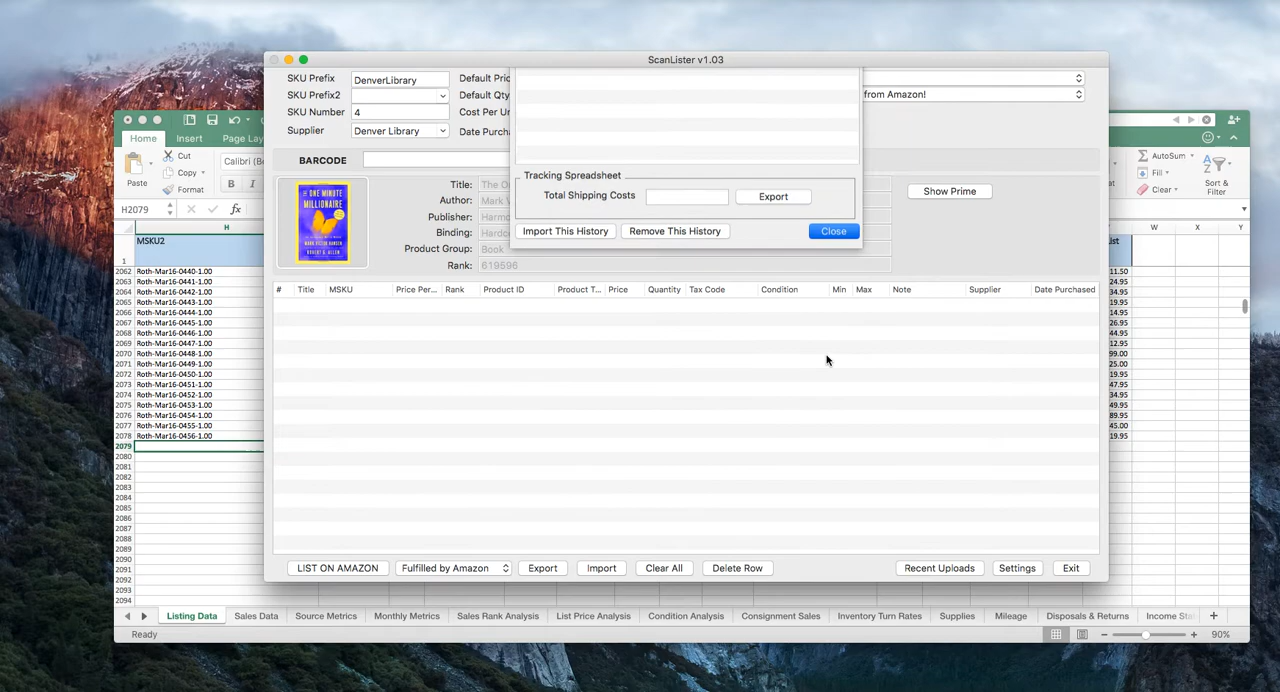 ScanLister v1.03
SKU Prefix DenverLibrary Default Pric
SKU Prefix2 Default Qty from Amazon!
SKU Number 4 Cost Per Un
Supplier Denver Library Date Purch
BARCODE
Tracking Spreadsheet
Total Shipping Costs Export
Import This History Remove This History Close
THE ONE MINUTE
MILLIONAIRE
Title: The O
Author: Mark
Publisher: Harmo
Binding: Hardc
Product Group: Book
Rank: 619596
Show Prime
# Title MSKU Price Per... Rank Product ID Product T... Price Quantity Tax Code Condition Min Max Note Supplier Date Purchased
LIST ON AMAZON Fulfilled by Amazon Export Import Clear All Delete Row Recent Uploads Settings Exit
Home Insert Page Lay
Paste Cut Calibri (B
Copy
Format B I
AutoSum
Fill
Clear
Sort &
Filter
H2079 fx
H W X Y
1 MSKU2 ist
2062 Roth-Mar16-0440-1.00 11.50
2063 Roth-Mar16-0441-1.00 24.95
2064 Roth-Mar16-0442-1.00 34.95
2065 Roth-Mar16-0443-1.00 19.95
2066 Roth-Mar16-0444-1.00 14.95
2067 Roth-Mar16-0445-1.00 26.95
2068 Roth-Mar16-0446-1.00 44.95
2069 Roth-Mar16-0447-1.00 12.95
2070 Roth-Mar16-0448-1.00 99.00
2071 Roth-Mar16-0449-1.00 25.00
2072 Roth-Mar16-0450-1.00 19.95
2073 Roth-Mar16-0451-1.00 47.95
2074 Roth-Mar16-0452-1.00 34.95
2075 Roth-Mar16-0453-1.00 49.95
2076 Roth-Mar16-0454-1.00 89.95
2077 Roth-Mar16-0455-1.00 45.00
2078 Roth-Mar16-0456-1.00 19.95
2079
2080
2081
2082
2083
2084
2085
2086
2087
2088
2089
2090
2091
2092
2093
2094
Listing Data Sales Data Source Metrics Monthly Metrics Sales Rank Analysis List Price Analysis Condition Analysis Consignment Sales Inventory Turn Rates Supplies Mileage Disposals & Returns Income Sta
Ready 90%